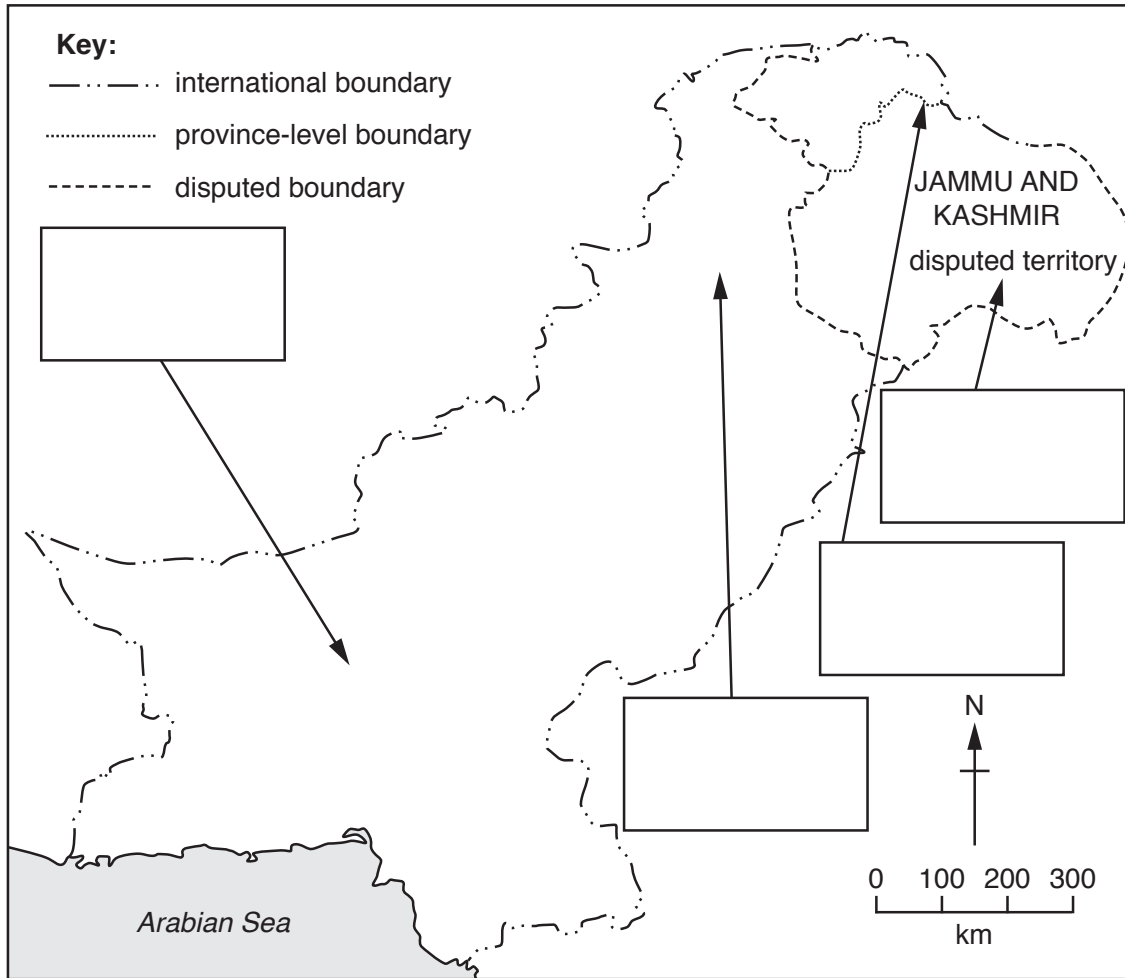 Key:
international boundary
province-level boundary
disputed boundary
JAMMU AND
KASHMIR
disputed territory
N
0 100 200 300
km
Arabian Sea